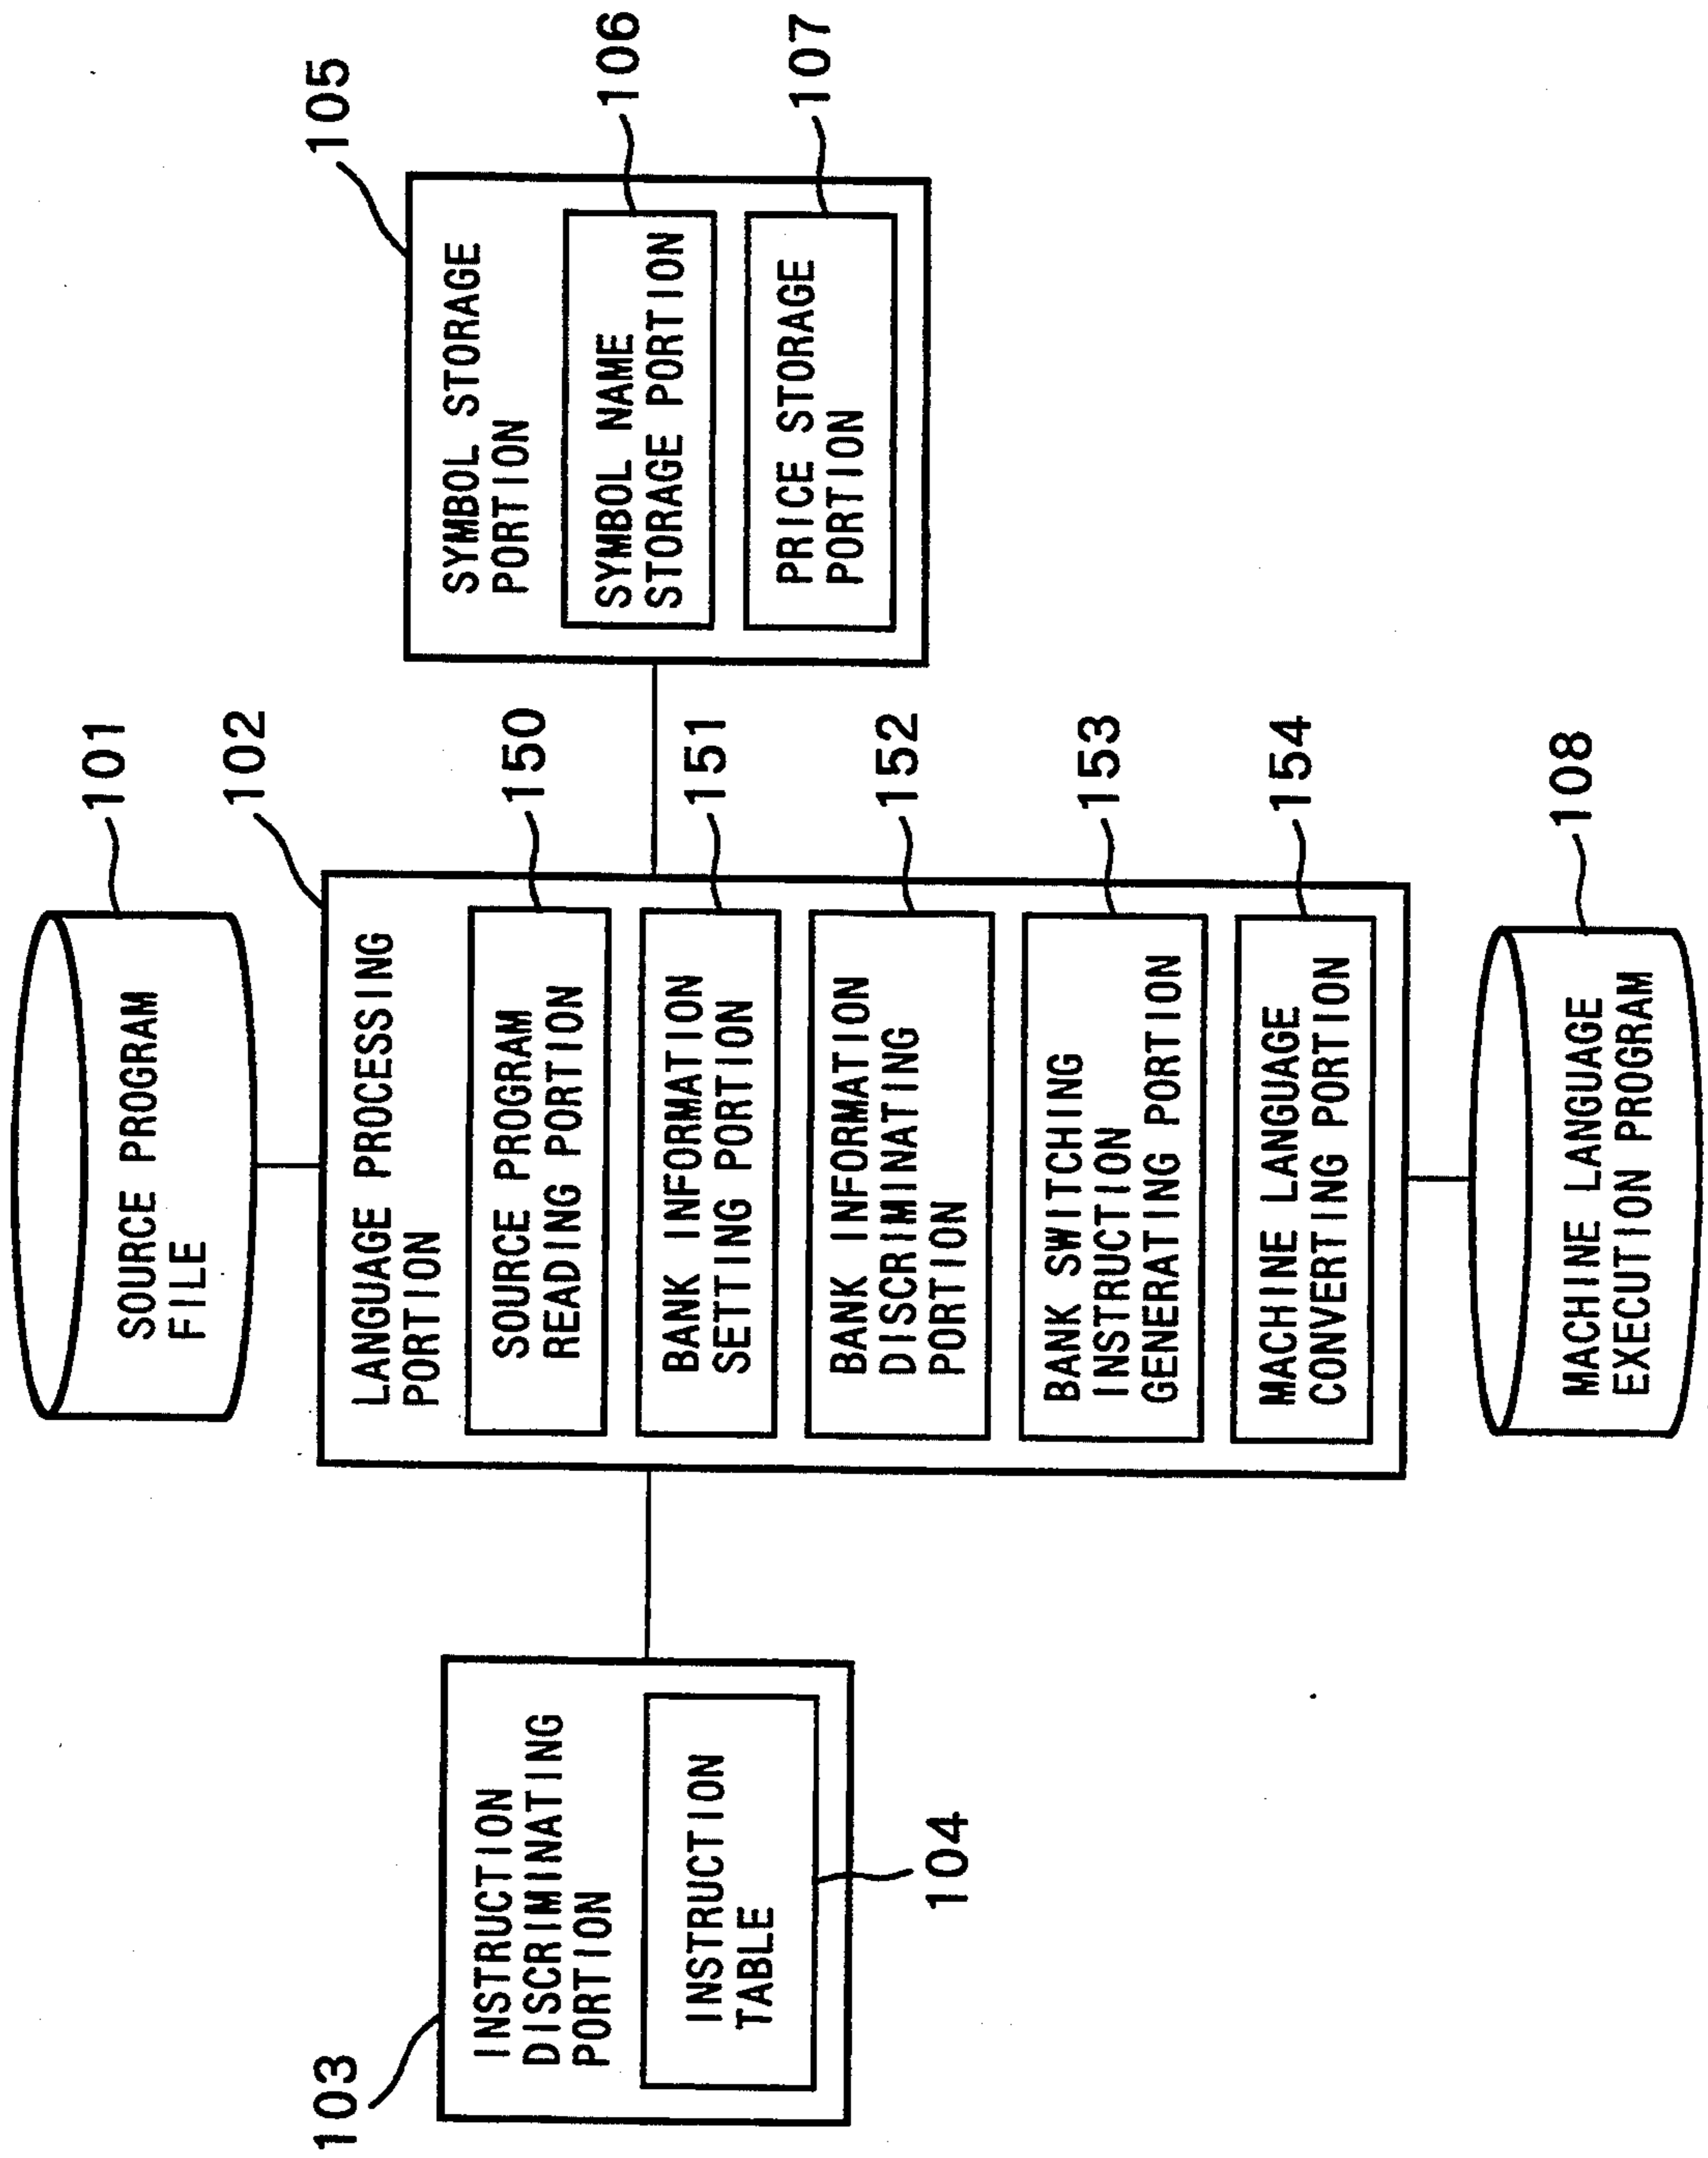 101
SOURCE PROGRAM
FILE
102
LANGUAGE PROCESSING
PORTION
150
SOURCE PROGRAM
READING PORTION
151
BANK INFORMATION
SETTING PORTION
152
BANK INFORMATION
DISCRIMINATING
PORTION
153
BANK SWITCHING
INSTRUCTION
GENERATING PORTION
154
MACHINE LANGUAGE
CONVERTING PORTION
103
INSTRUCTION
DISCRIMINATING
PORTION
INSTRUCTION
TABLE
104
105
SYMBOL STORAGE
PORTION
106
SYMBOL NAME
STORAGE PORTION
107
PRICE STORAGE
PORTION
108
MACHINE LANGUAGE
EXECUTION PROGRAM